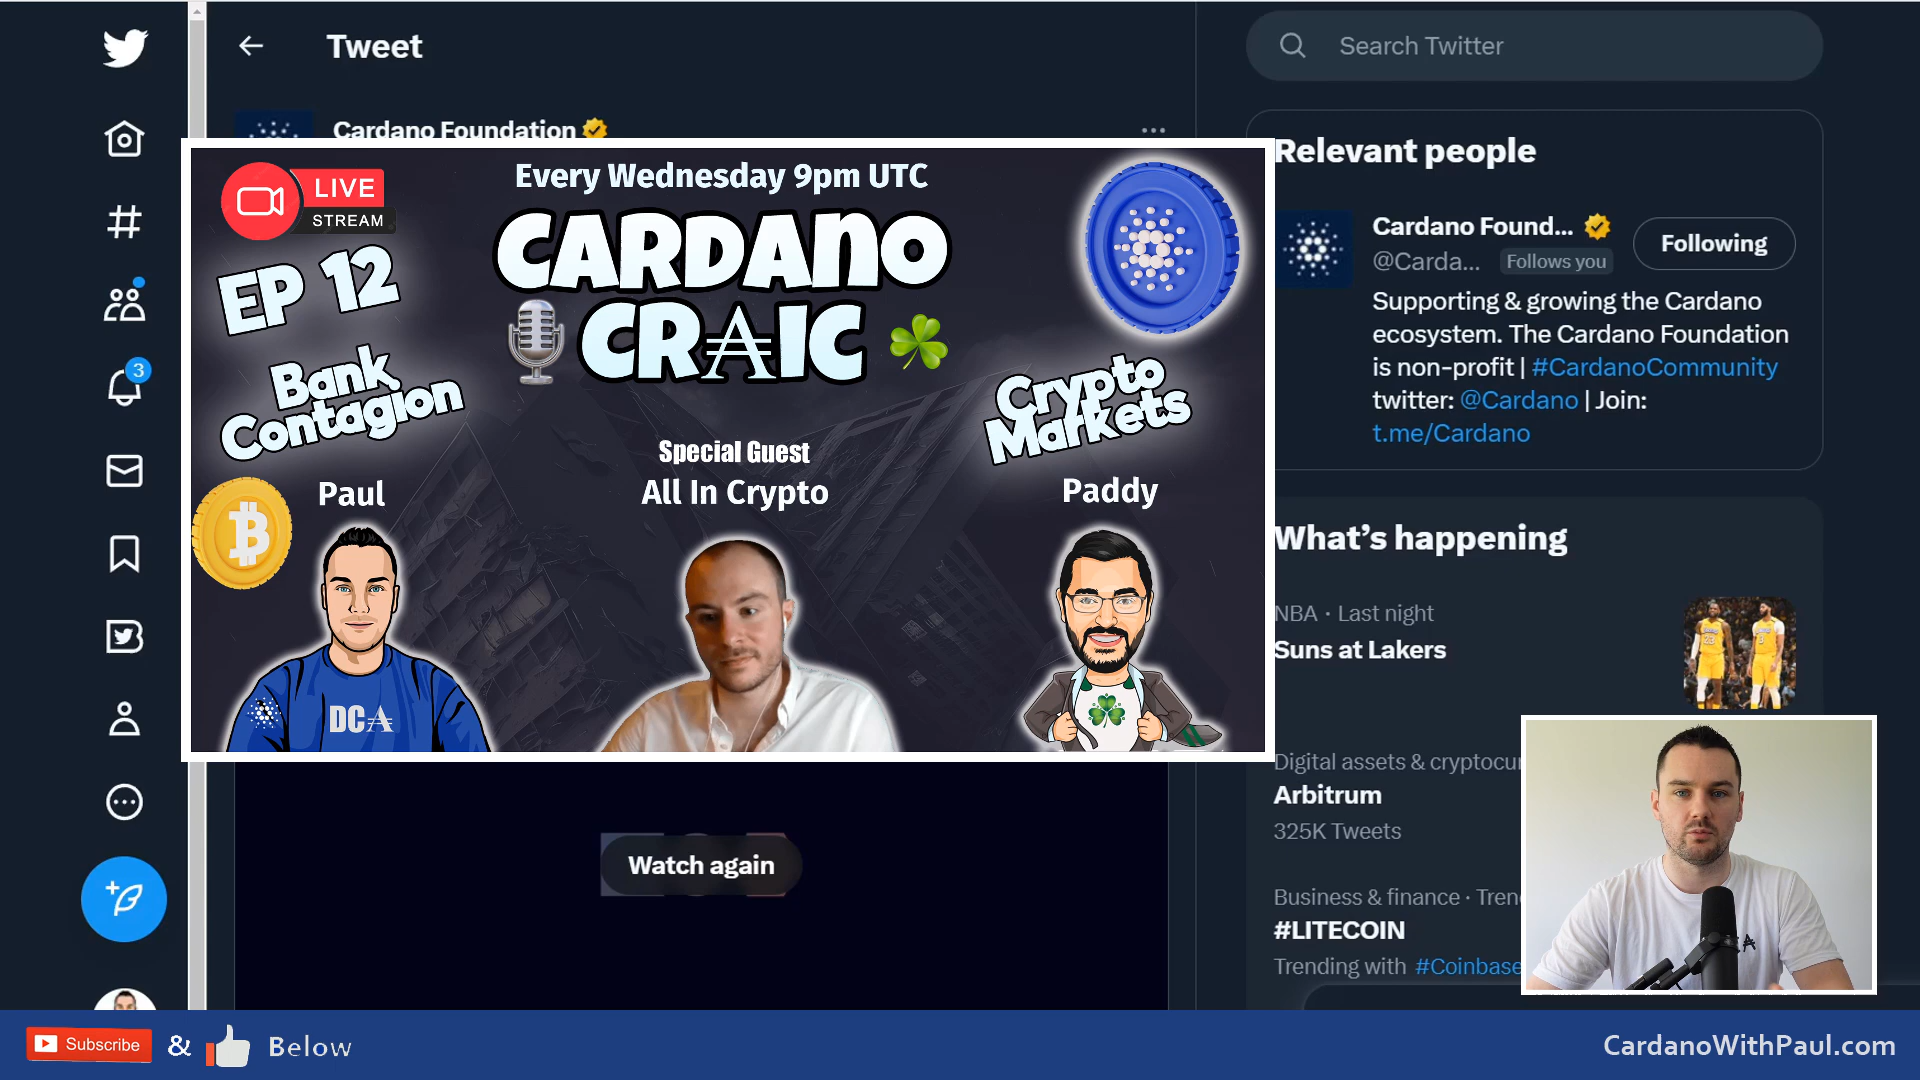 Tweet
Search Twitter
Cardano Foundation
Relevant people
Cardano Found...
@Carda...
Follows you
Following
Supporting & growing the Cardano
ecosystem. The Cardano Foundation
is non-profit | #CardanoCommunity
twitter: @Cardano | Join:
t.me/Cardano
3
LIVE
STREAM
Every Wednesday 9pm UTC
CARDANO
CR₳IC
EP 12
Bank
Contagion
Crypto
Markets
Special Guest
All In Crypto
Paul
Paddy
DC₳
What's happening
NBA · Last night
Suns at Lakers
Digital assets & cryptocur
Arbitrum
325K Tweets
Business & finance · Tren
#LITECOIN
Trending with #Coinbase
Watch again
Subscribe & Below
CardanoWithPaul.com